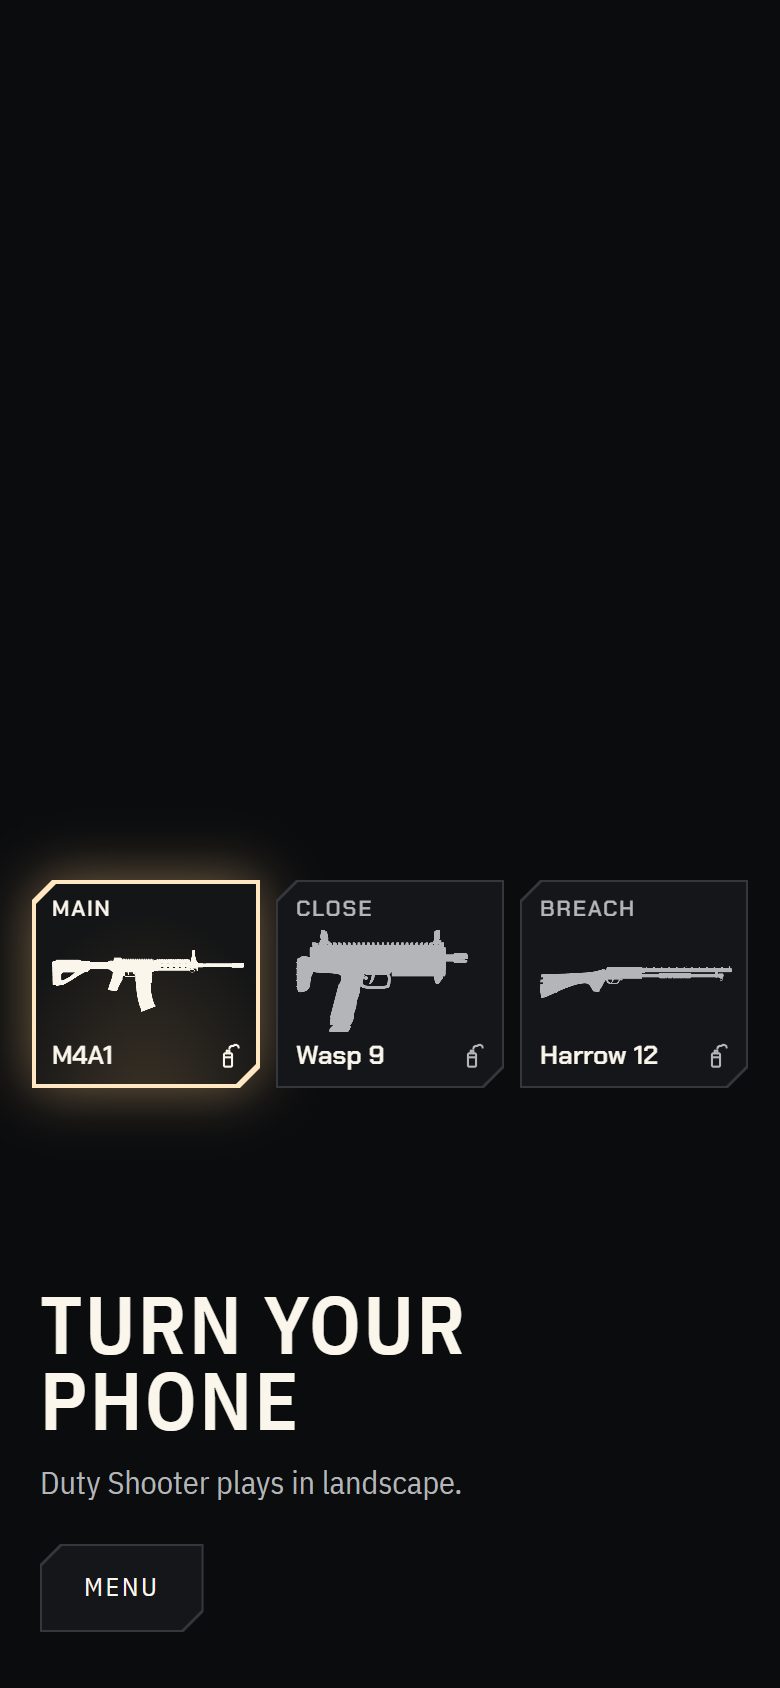 MAIN
CLOSE
BREACH
M4A1
Wasp 9
Harrow 12
TURN YOUR
PHONE
Duty Shooter plays in landscape.
MENU